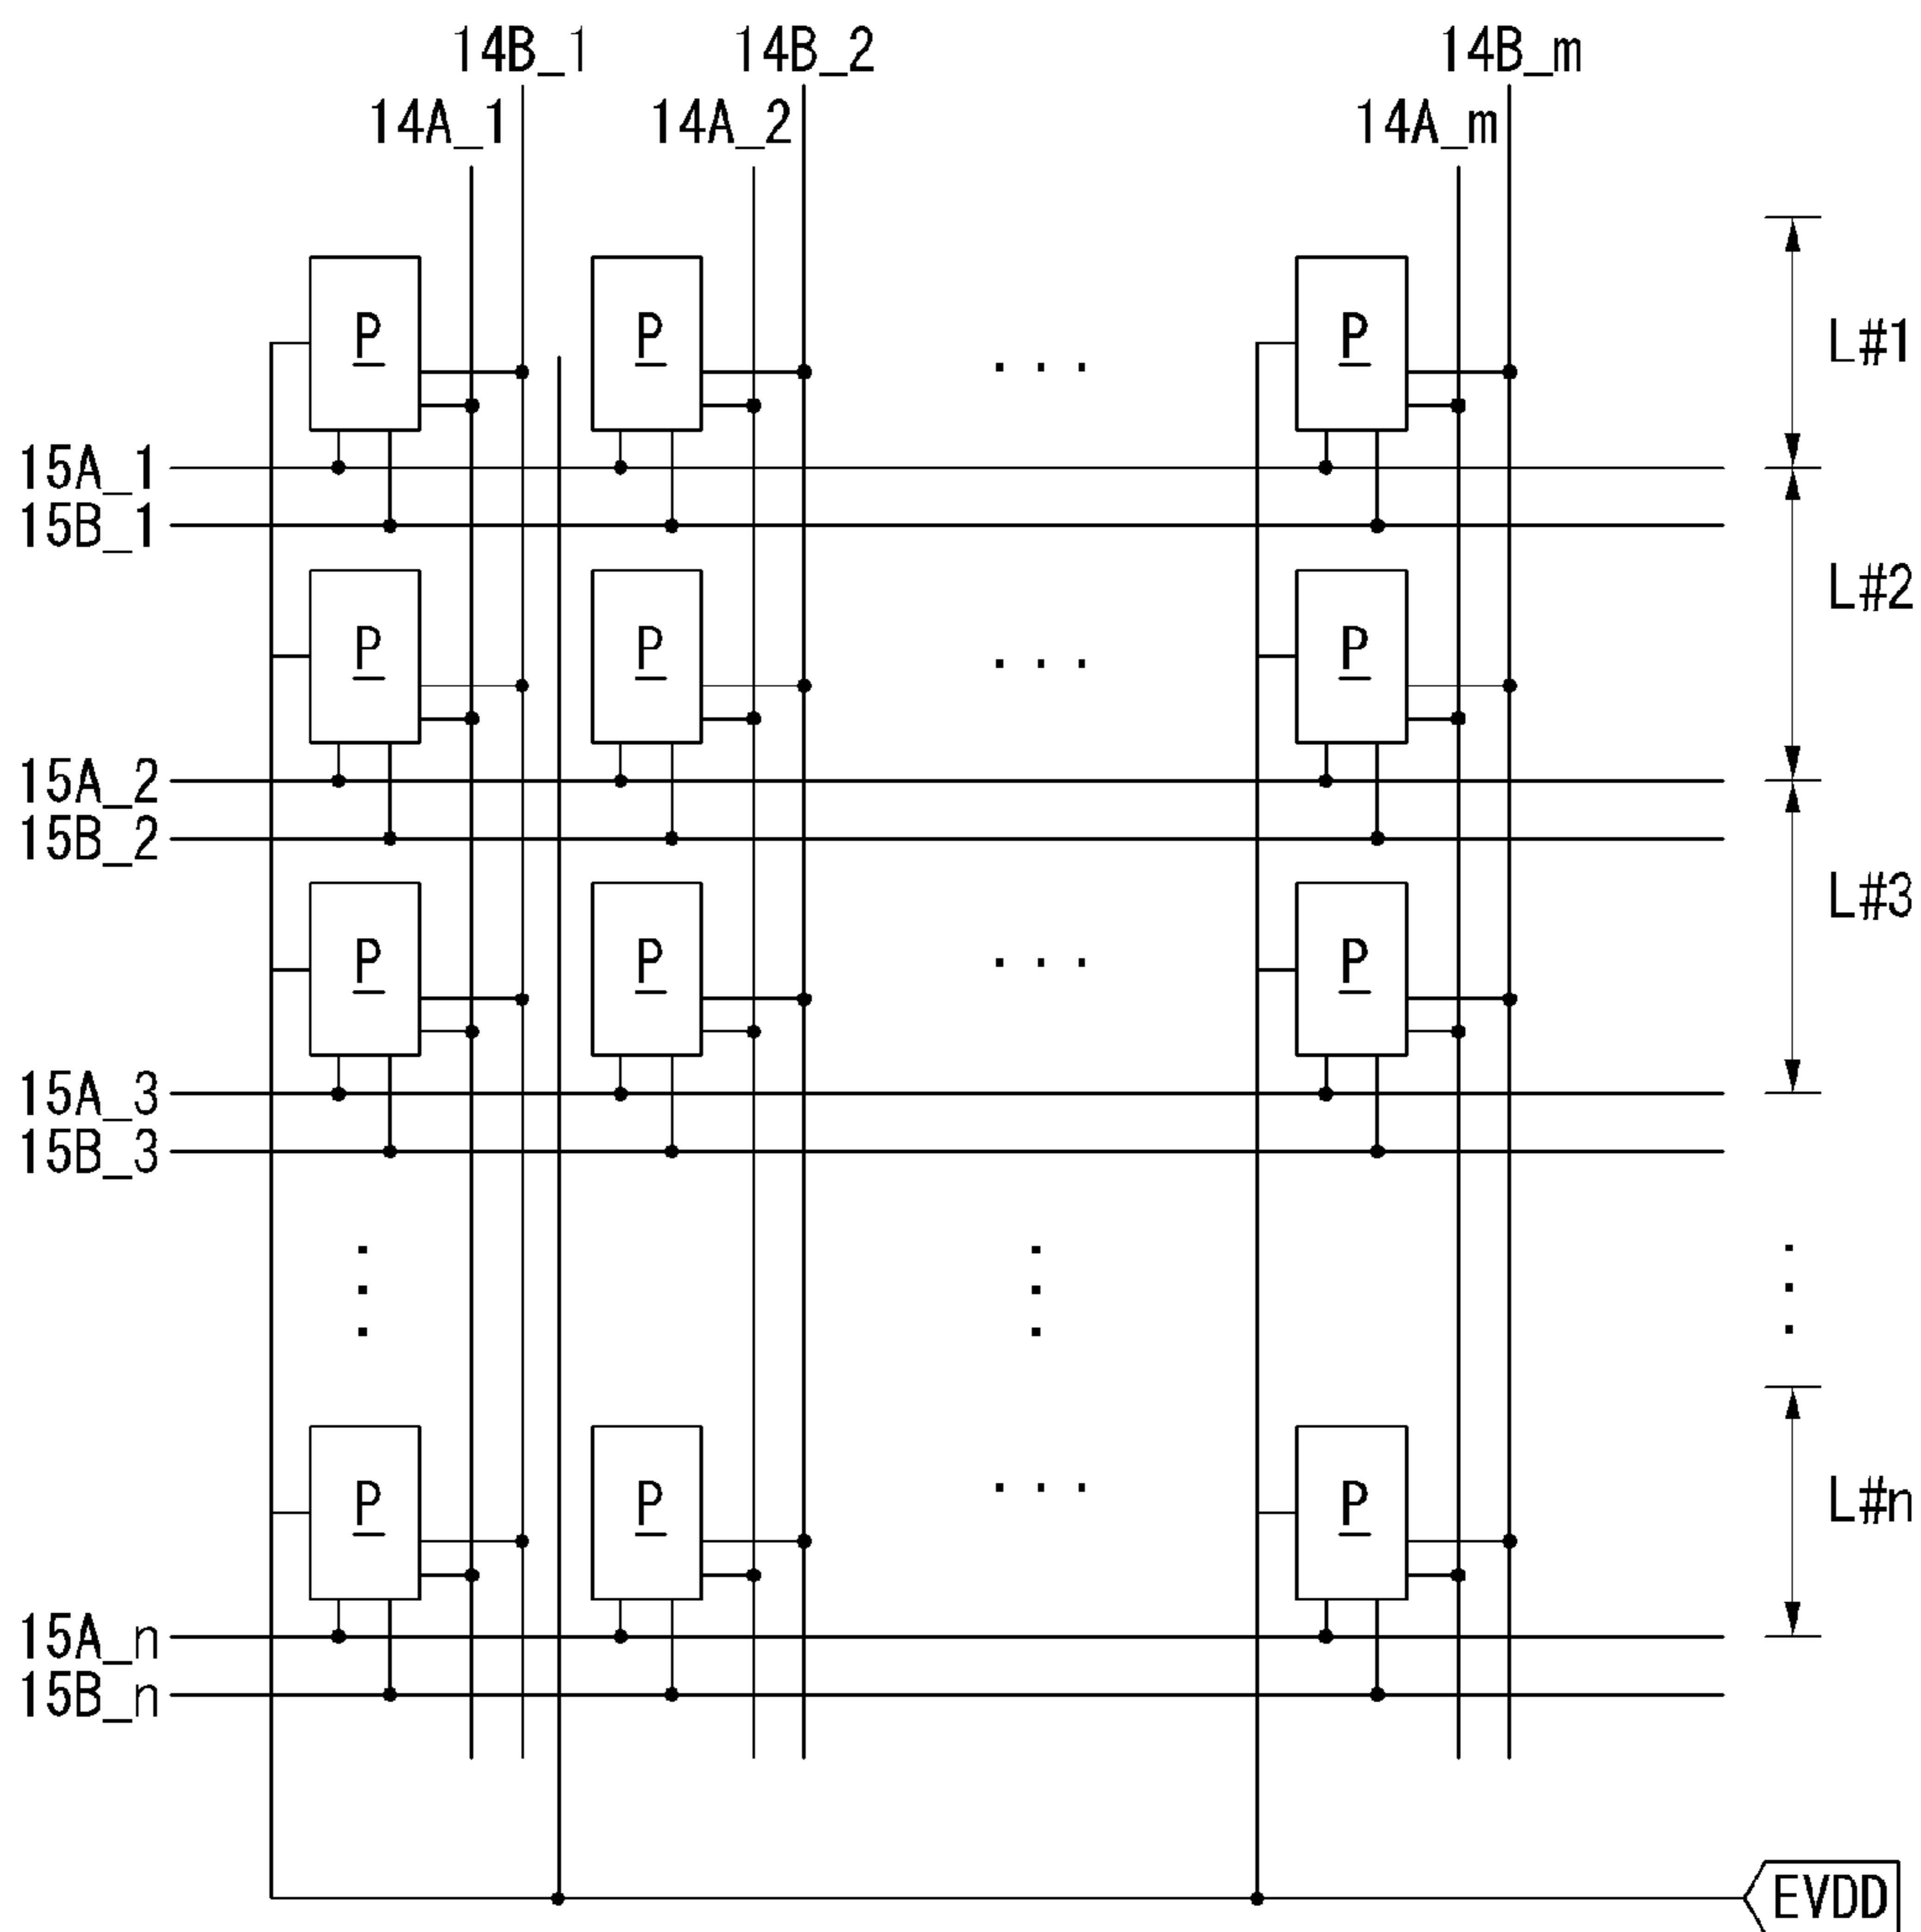 14B_1 14B_2 14B_m
14A_1 14A_2 14A_m
P P ... P L#1
15A_1
15B_1
P P ... P L#2
15A_2
15B_2
P P ... P L#3
15A_3
15B_3
P P ... P L#n
15A_n
15B_n
EVDD